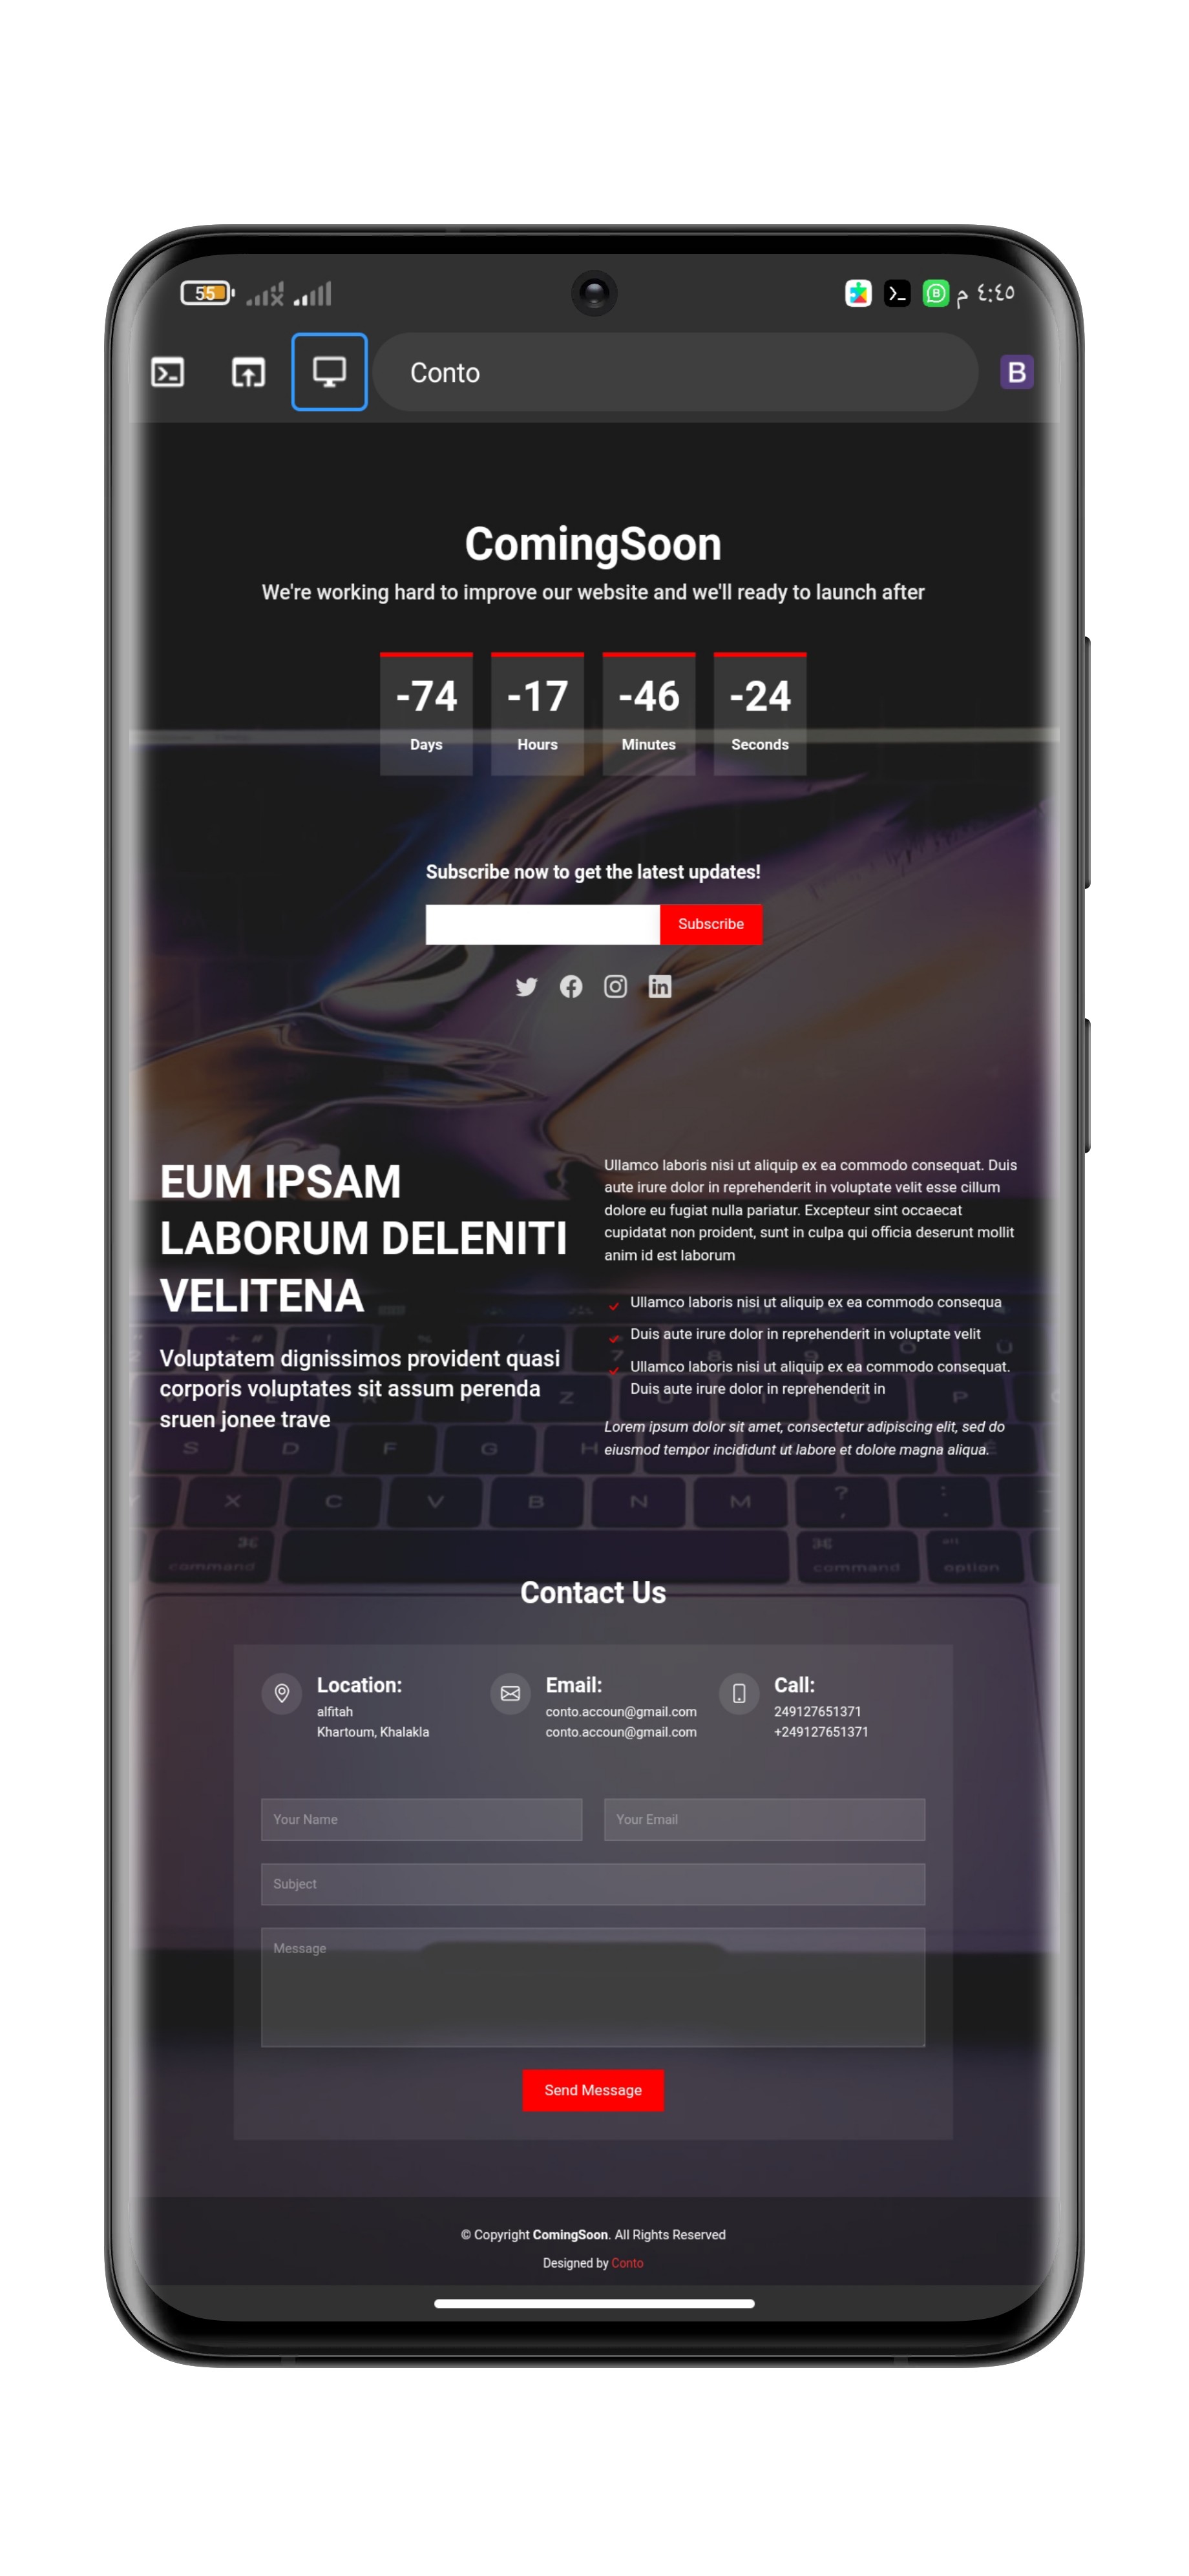 55
٤:٤٥ م
Conto
B
ComingSoon
We're working hard to improve our website and we'll ready to launch after
-74 -17 -46 -24
Days Hours Minutes Seconds
Subscribe now to get the latest updates!
Subscribe
EUM IPSAM
LABORUM DELENITI
VELITENA
Voluptatem dignissimos provident quasi
corporis voluptates sit assum perenda
sruen jonee trave
Ullamco laboris nisi ut aliquip ex ea commodo consequat. Duis
aute irure dolor in reprehenderit in voluptate velit esse cillum
dolore eu fugiat nulla pariatur. Excepteur sint occaecat
cupidatat non proident, sunt in culpa qui officia deserunt mollit
anim id est laborum
Ullamco laboris nisi ut aliquip ex ea commodo consequa
Duis aute irure dolor in reprehenderit in voluptate velit
Ullamco laboris nisi ut aliquip ex ea commodo consequat.
Duis aute irure dolor in reprehenderit in
Lorem ipsum dolor sit amet, consectetur adipiscing elit, sed do
eiusmod tempor incididunt ut labore et dolore magna aliqua.
S D F G H
X C V B N M ? :
command command option
Contact Us
Location: Email: Call:
alfitah conto.accoun@gmail.com 249127651371
Khartoum, Khalakla conto.accoun@gmail.com +249127651371
Your Name Your Email
Subject
Message
Send Message
© Copyright ComingSoon. All Rights Reserved
Designed by Conto